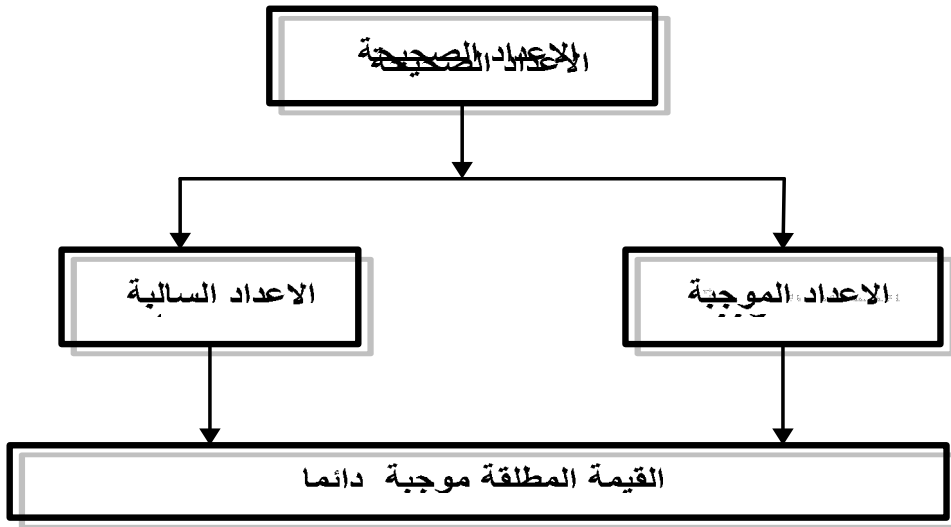 الاعداد الصحيحة
الاعداد الموجبة
الاعداد السالبة
القيمة المطلقة موجبة دائما